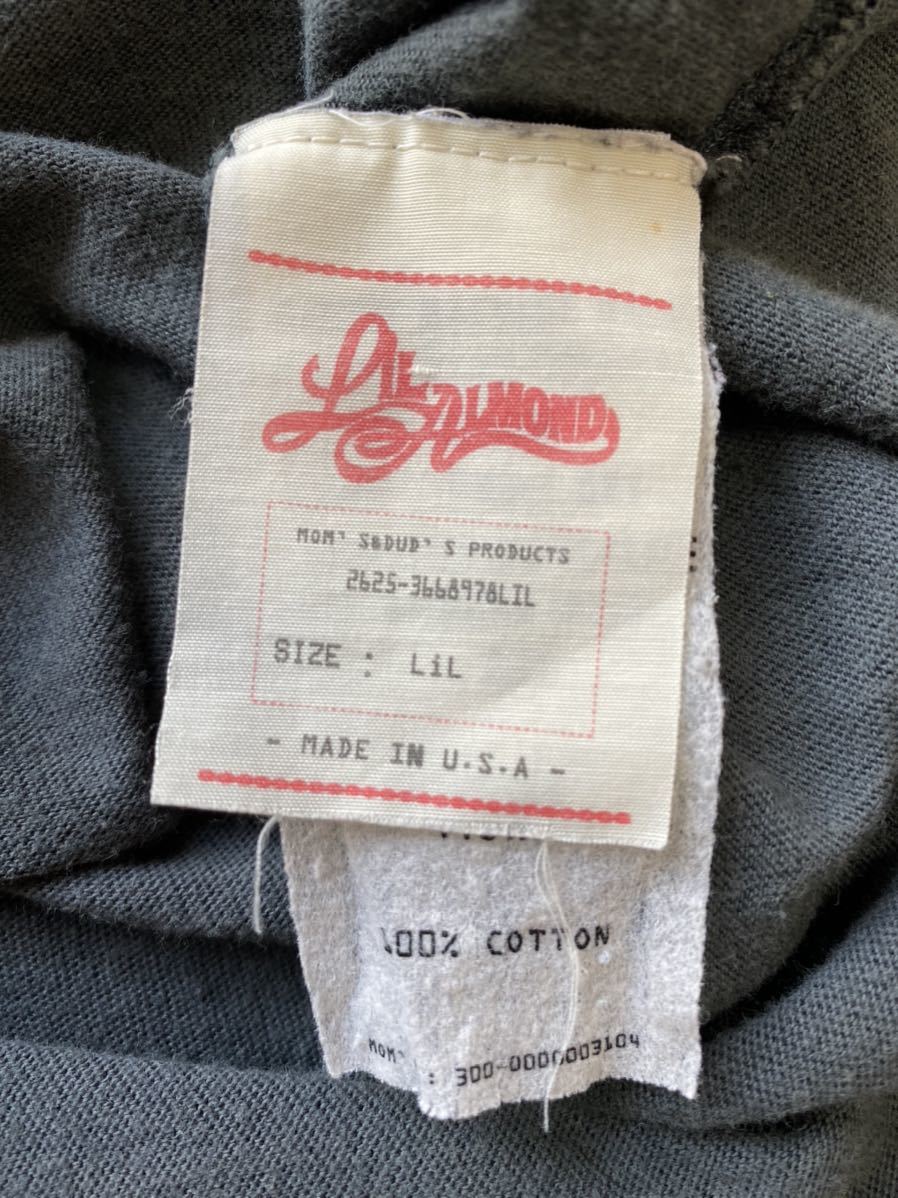 LIL ALMOND
MOM' S&DUD' S PRODUCTS
2625-3668978LIL
SIZE : LiL
- MADE IN U.S.A -
100% COTTON
MOM'
: 300-0000003104